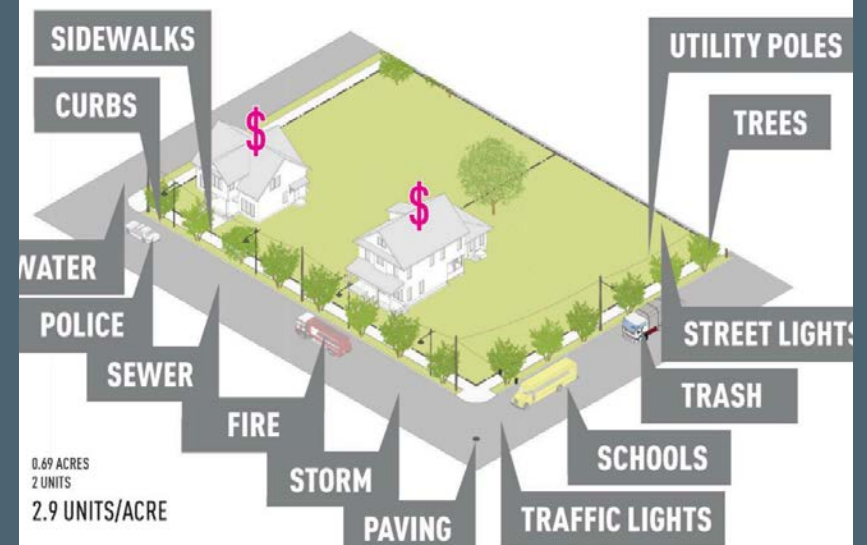 SIDEWALKS
UTILITY POLES
CURBS
TREES
$
$
WATER
POLICE
STREET LIGHTS
SEWER
TRASH
FIRE
SCHOOLS
STORM
TRAFFIC LIGHTS
PAVING
0.69 ACRES
2 UNITS
2.9 UNITS/ACRE